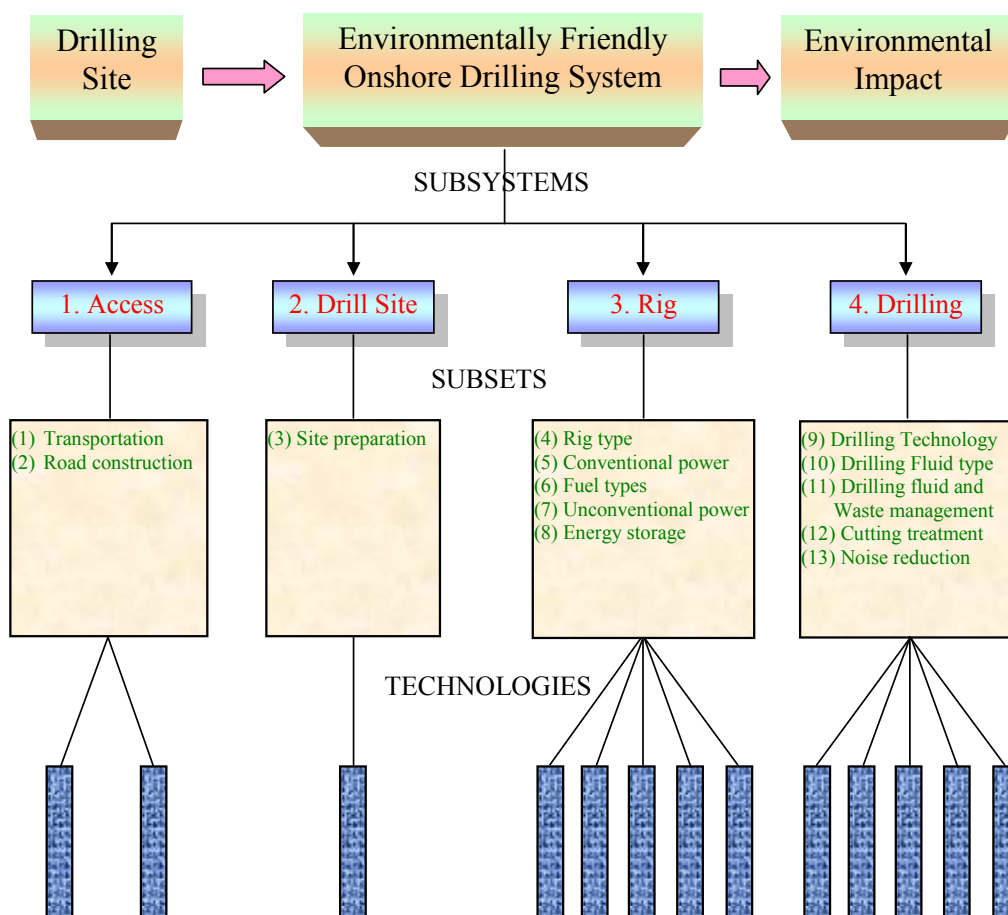 Drilling
Site
Environmentally Friendly
Onshore Drilling System
Environmental
Impact
SUBSYSTEMS
1. Access
2. Drill Site
3. Rig
4. Drilling
SUBSETS
(1) Transportation
(2) Road construction
(3) Site preparation
(4) Rig type
(5) Conventional power
(6) Fuel types
(7) Unconventional power
(8) Energy storage
(9) Drilling Technology
(10) Drilling Fluid type
(11) Drilling fluid and
Waste management
(12) Cutting treatment
(13) Noise reduction
TECHNOLOGIES